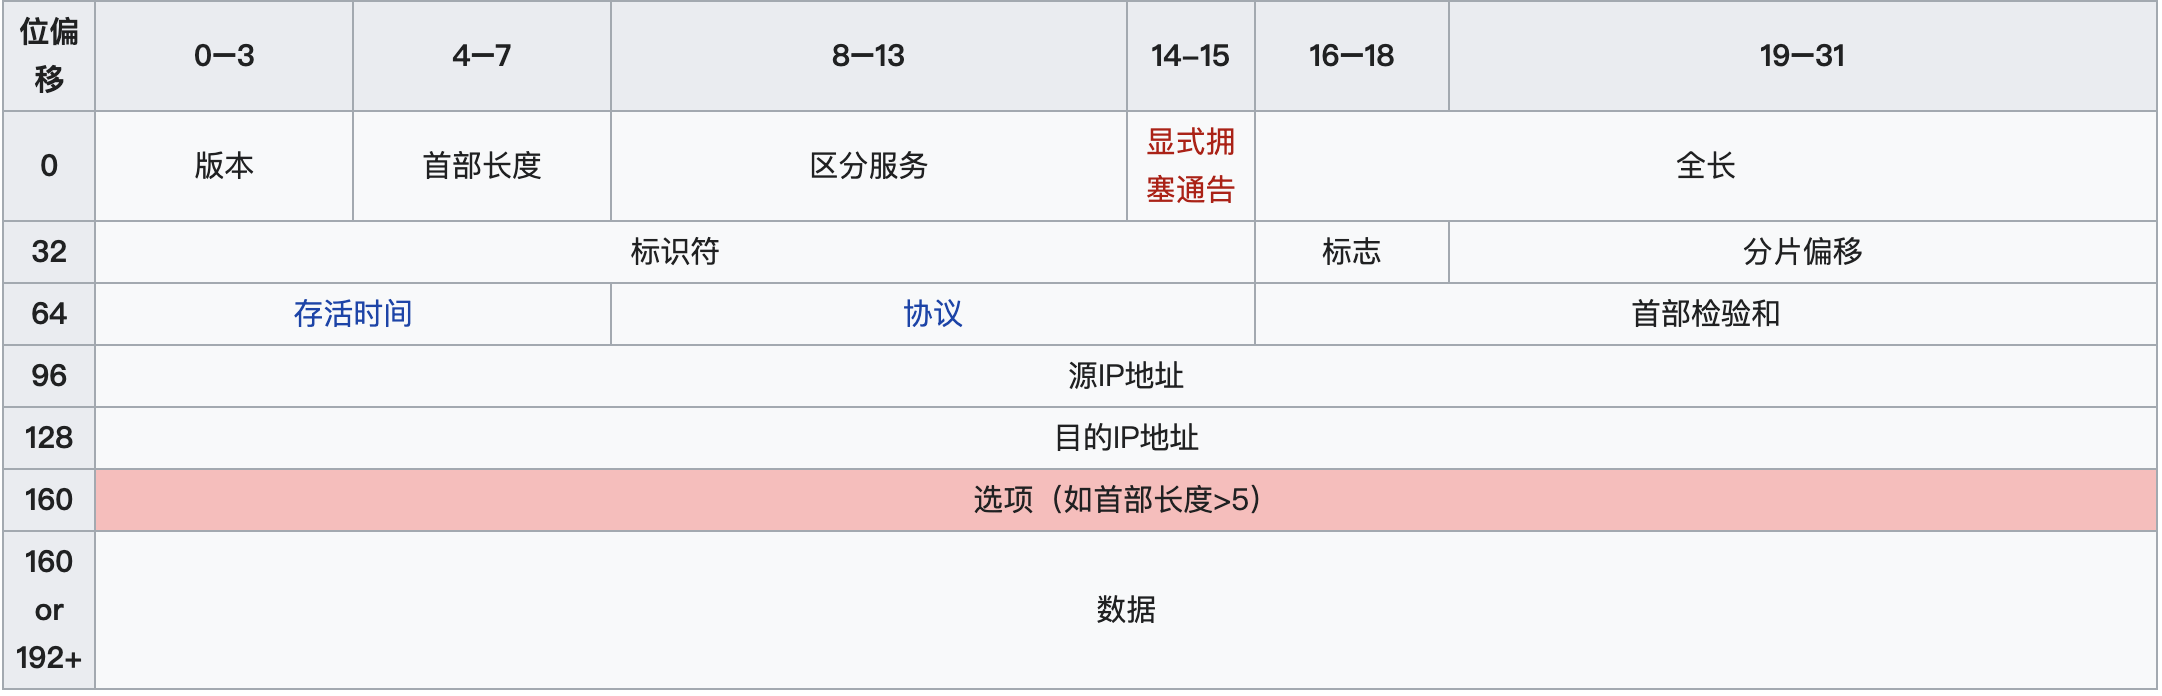 位偏
移
0—3
4—7
8—13
14–15
16—18
19—31
0
版本
首部长度
区分服务
显式拥
塞通告
全长
32
标识符
标志
分片偏移
64
存活时间
协议
首部检验和
96
源IP地址
128
目的IP地址
160
选项（如首部长度>5）
160
or
192+
数据